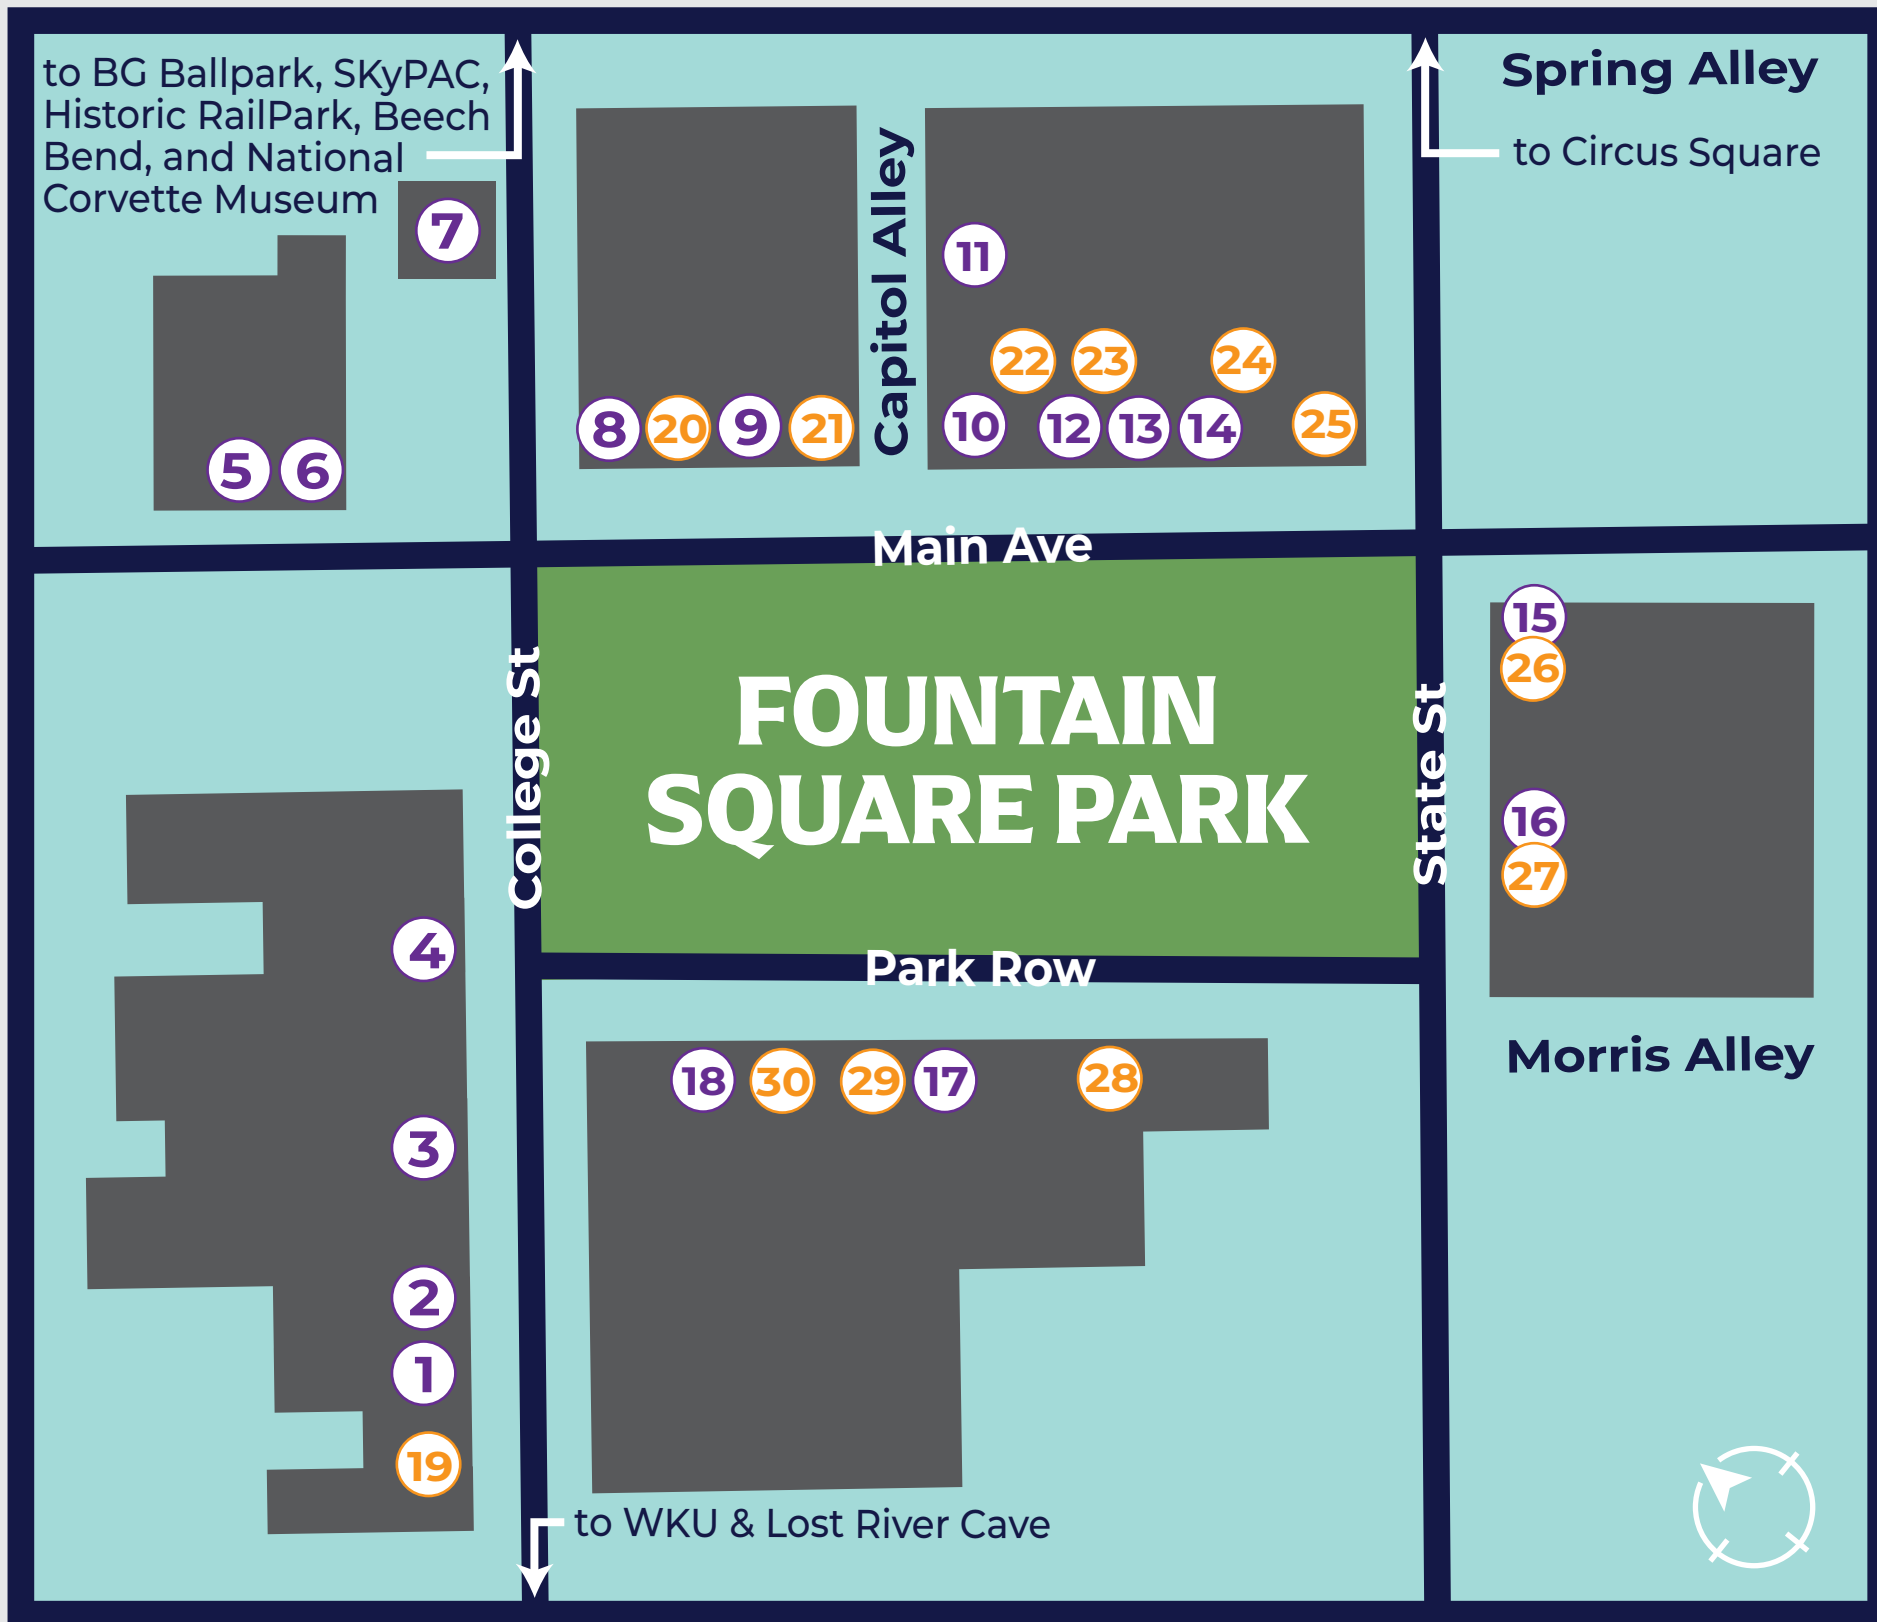 to BG Ballpark, SKyPAC,
Historic RailPark, Beech
Bend, and National
Corvette Museum
Spring Alley
to Circus Square
Capitol Alley
7
11
22
23
24
5
6
8
20
9
21
10
12
13
14
25
Main Ave
College St
FOUNTAIN
SQUARE PARK
State St
15
26
16
27
Park Row
Morris Alley
4
3
2
1
19
18
30
29
17
28
to WKU & Lost River Cave